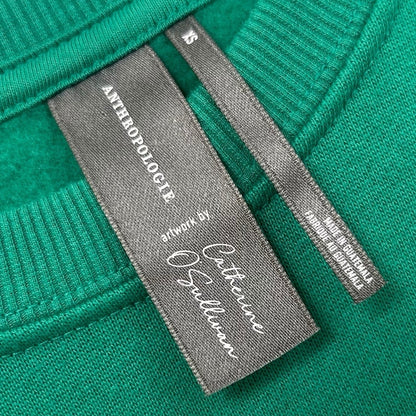 ANTHROPOLOGIE
artwork by
Catherine
O'Sullivan
XS
MADE IN GUATEMALA
FABRIQUÉ AU GUATEMALA